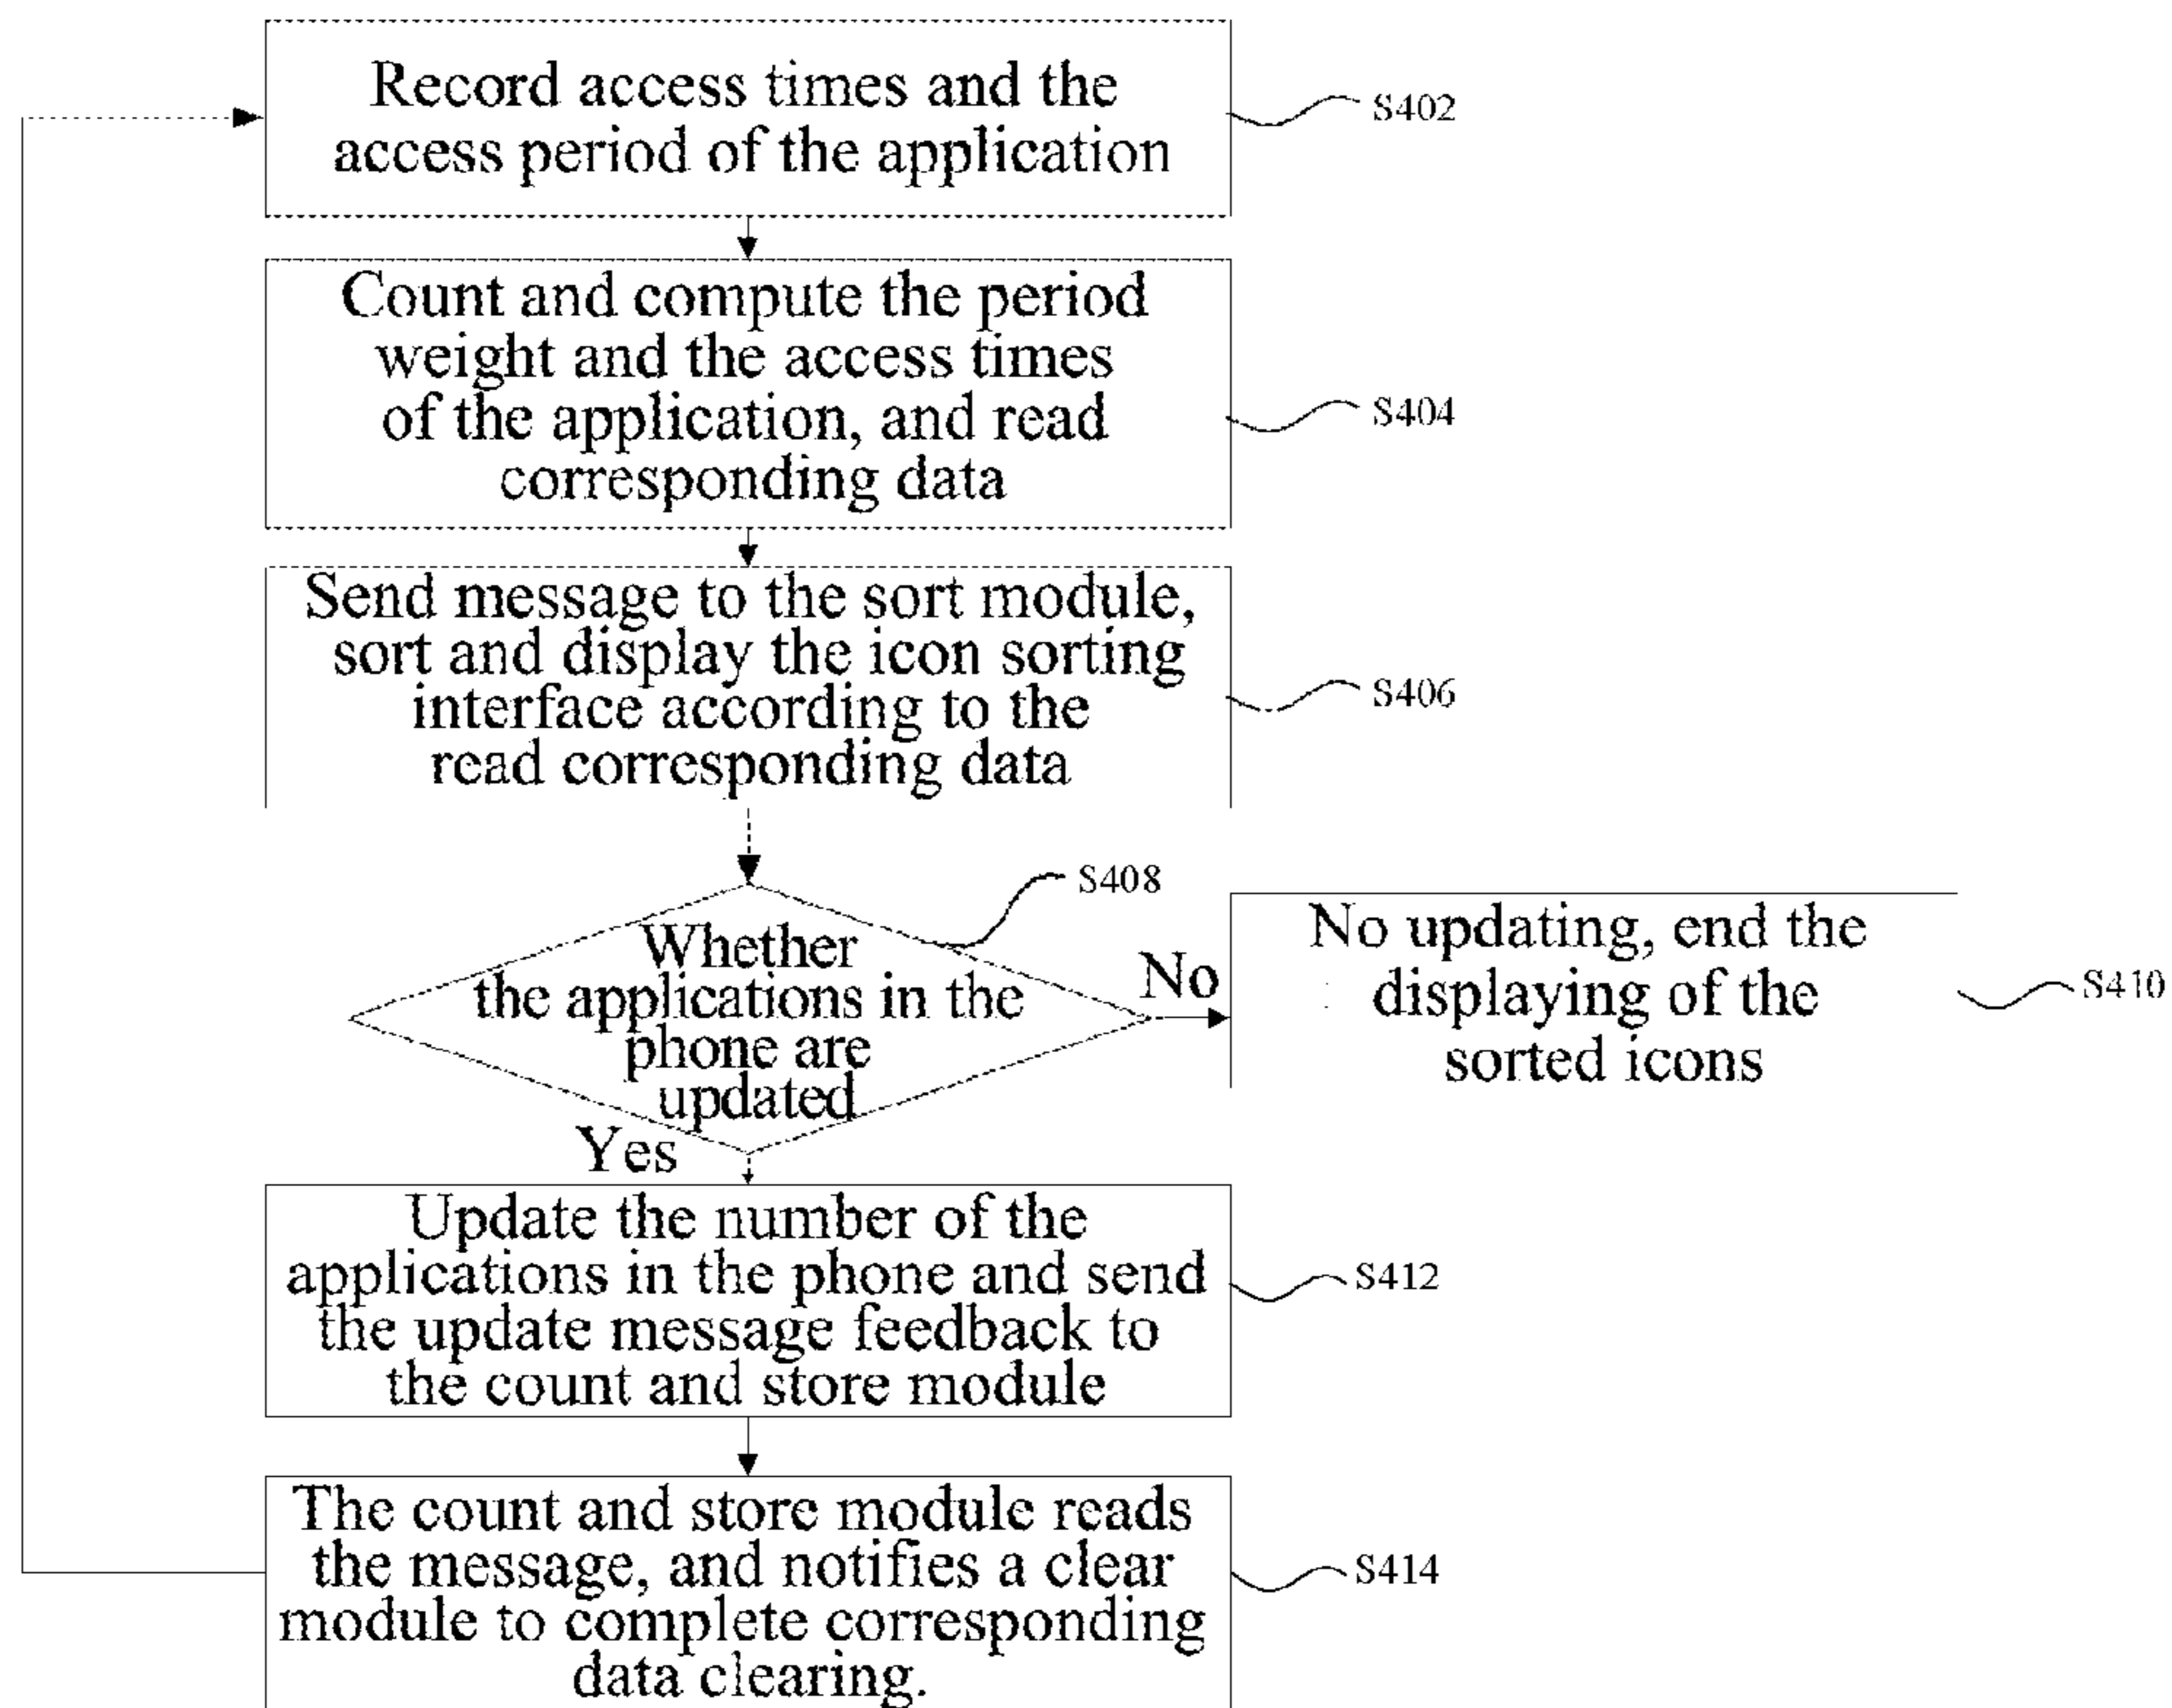 Record access times and the
access period of the application
S402
Count and compute the period
weight and the access times
of the application, and read
corresponding data
S404
Send message to the sort module,
sort and display the icon sorting
interface according to the
read corresponding data
S406
S408
Whether
the applications in the
phone are
updated
No
No updating, end the
displaying of the
sorted icons
S410
Yes
Update the number of the
applications in the phone and send
the update message feedback to
the count and store module
S412
The count and store module reads
the message, and notifies a clear
module to complete corresponding
data clearing.
S414